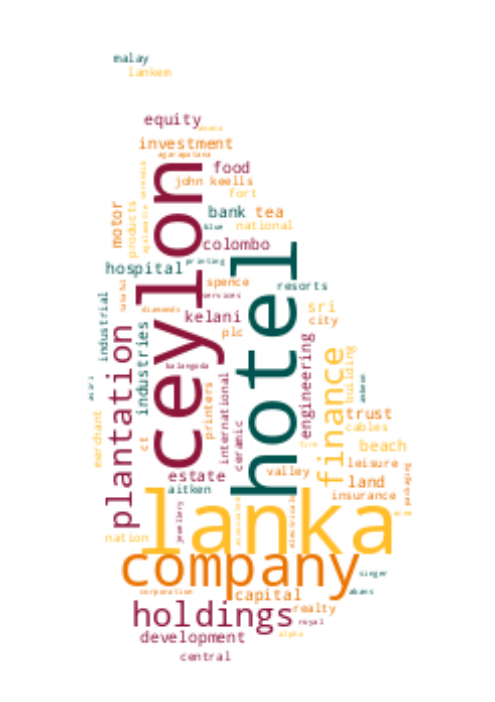 malay
lankem
equity
asana
investment
agarapatana
food
john keells
fort
motor
products
bank
tea
blue
national
colombo
printing
hospital
spence
resorts
services
takaful
diamonds
kelani
sri
plc
city
industrial
ceylon
hotel
plantation
industries
balangoda
engineering
finance
building
asiri
printers
international
merchant
ct
ceramic
trust
cables
beach
leisure
valley
estate
land
aitken
insurance
jewellery
lanka
nation
company
singer
corporation
capital
abans
holdings
realty
royal
development
alpha
central